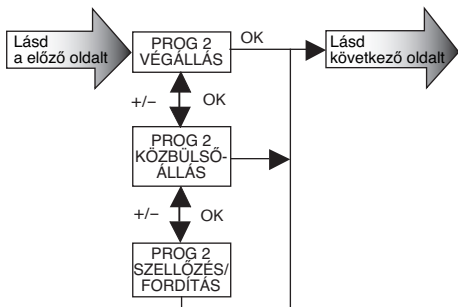 Lásd
a előző oldalt
PROG 2
VÉGÁLLÁS
OK
Lásd
következő oldalt
+/− OK
PROG 2
KÖZBÜLSŐ-
ÁLLÁS
+/− OK
PROG 2
SZELLŐZÉS/
FORDÍTÁS